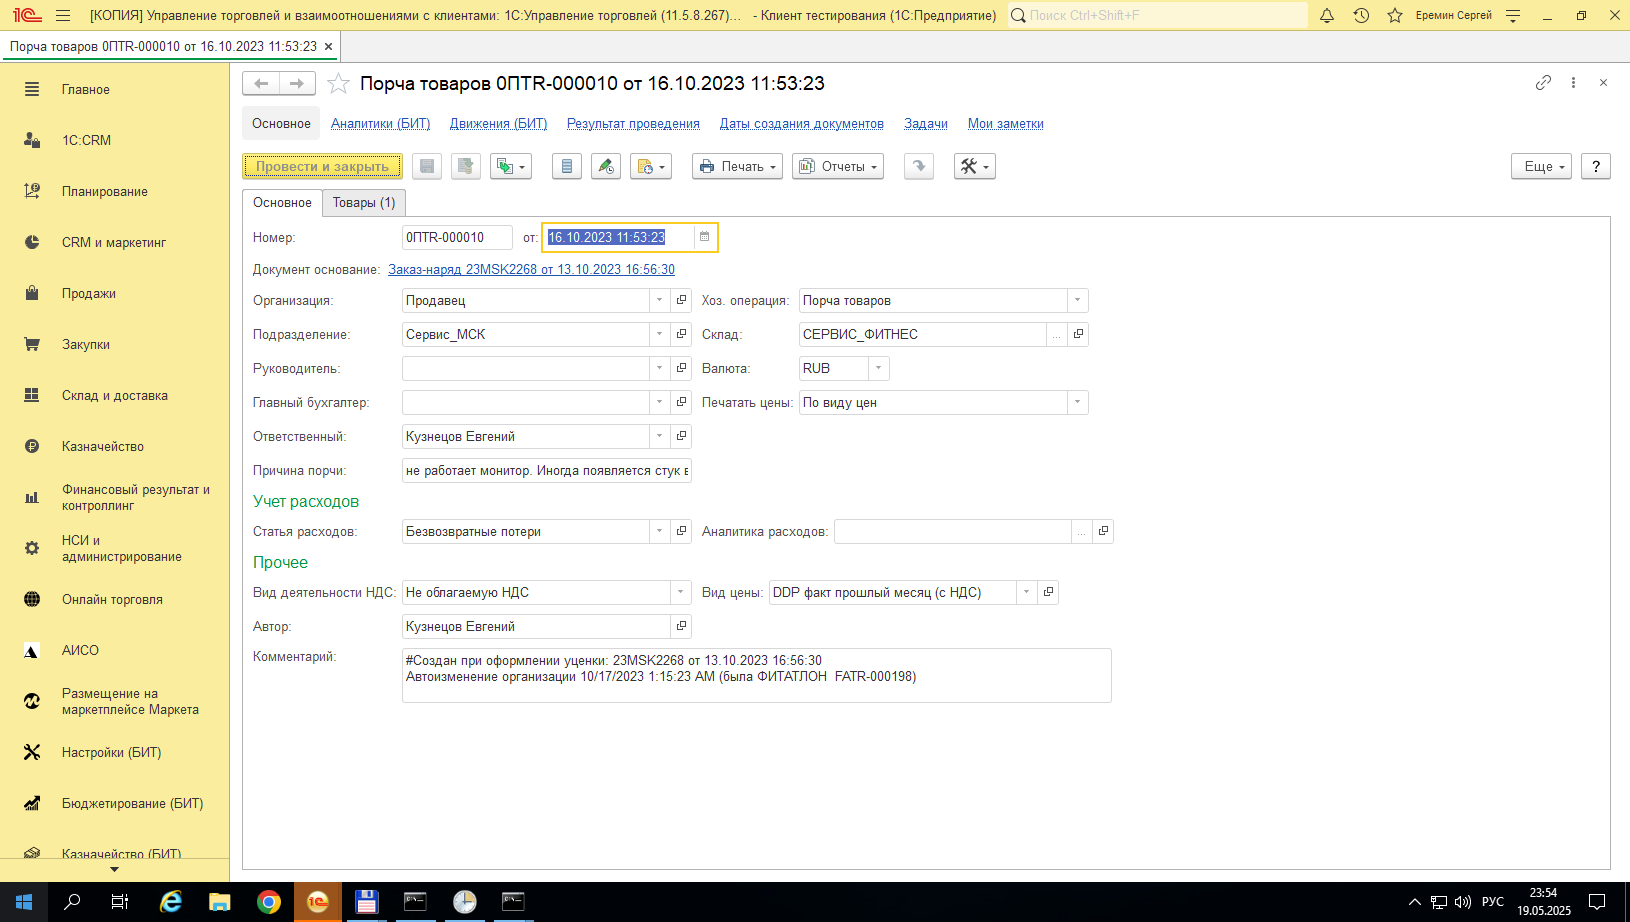 [КОПИЯ] Управление торговлей и взаимоотношениями с клиентами: 1С:Управление торговлей (11.5.8.267)... - Клиент тестирования (1С:Предприятие)
Поиск Ctrl+Shift+F
Еремин Сергей
Порча товаров 0ПТR-000010 от 16.10.2023 11:53:23 ×
Главное
1C:CRM
Планирование
CRM и маркетинг
Продажи
Закупки
Склад и доставка
Казначейство
Финансовый результат и
контроллинг
НСИ и
администрирование
Онлайн торговля
АИСО
Размещение на
маркетплейсе Маркета
Настройки (БИТ)
Бюджетирование (БИТ)
Казначейство (БИТ)
Порча товаров 0ПТR-000010 от 16.10.2023 11:53:23
Основное Аналитики (БИТ) Движения (БИТ) Результат проведения Даты создания документов Задачи Мои заметки
Провести и закрыть Печать Отчеты Еще ?
Основное Товары (1)
Номер: 0ПТR-000010 от: 16.10.2023 11:53:23
Документ основание: Заказ-наряд 23MSK2268 от 13.10.2023 16:56:30
Организация: Продавец Хоз. операция: Порча товаров
Подразделение: Сервис_МСК Склад: СЕРВИС_ФИТНЕС
Руководитель: Валюта: RUB
Главный бухгалтер: Печатать цены: По виду цен
Ответственный: Кузнецов Евгений
Причина порчи: не работает монитор. Иногда появляется стук в
Учет расходов
Статья расходов: Безвозвратные потери Аналитика расходов:
Прочее
Вид деятельности НДС: Не облагаемую НДС Вид цены: DDP факт прошлый месяц (с НДС)
Автор: Кузнецов Евгений
Комментарий: #Создан при оформлении уценки: 23MSK2268 от 13.10.2023 16:56:30
Автоизменение организации 10/17/2023 1:15:23 AM (была ФИТАТЛОН FATR-000198)
РУС
23:54
19.05.2025